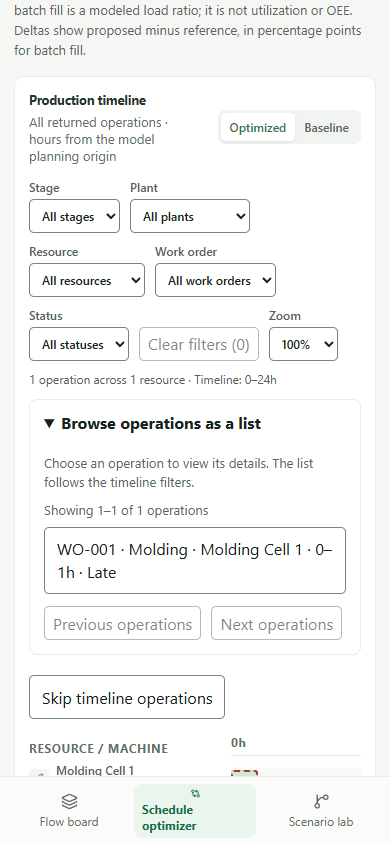 batch fill is a modeled load ratio; it is not utilization or OEE.
Deltas show proposed minus reference, in percentage points
for batch fill.
Production timeline
All returned operations ·
hours from the model
planning origin
Optimized
Baseline
Stage
Plant
All stages
All plants
Resource
Work order
All resources
All work orders
Status
Zoom
All statuses
Clear filters (0)
100%
1 operation across 1 resource · Timeline: 0–24h
▼ Browse operations as a list
Choose an operation to view its details. The list
follows the timeline filters.
Showing 1–1 of 1 operations
WO-001 · Molding · Molding Cell 1 · 0–
1h · Late
Previous operations
Next operations
Skip timeline operations
RESOURCE / MACHINE
0h
Molding Cell 1
Flow board
Schedule
optimizer
Scenario lab